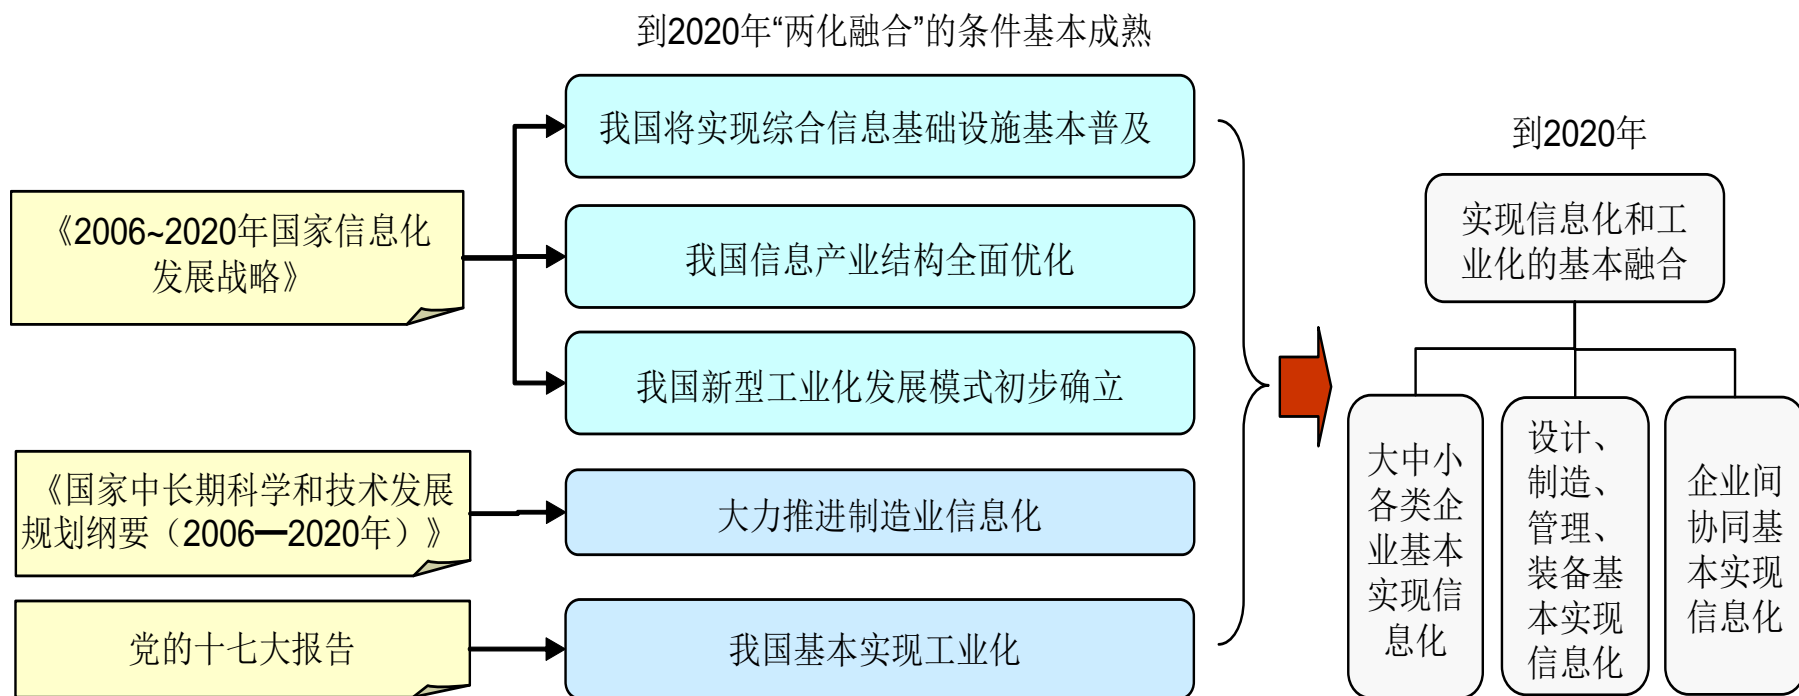 到2020年“两化融合”的条件基本成熟
《2006~2020年国家信息化
发展战略》
我国将实现综合信息基础设施基本普及
我国信息产业结构全面优化
我国新型工业化发展模式初步确立
《国家中长期科学和技术发展
规划纲要（2006—2020年）》
大力推进制造业信息化
党的十七大报告
我国基本实现工业化
到2020年
实现信息化和工
业化的基本融合
大中小
各类企
业基本
实现信
息化
设计、
制造、
管理、
装备基
本实现
信息化
企业间
协同基
本实现
信息化